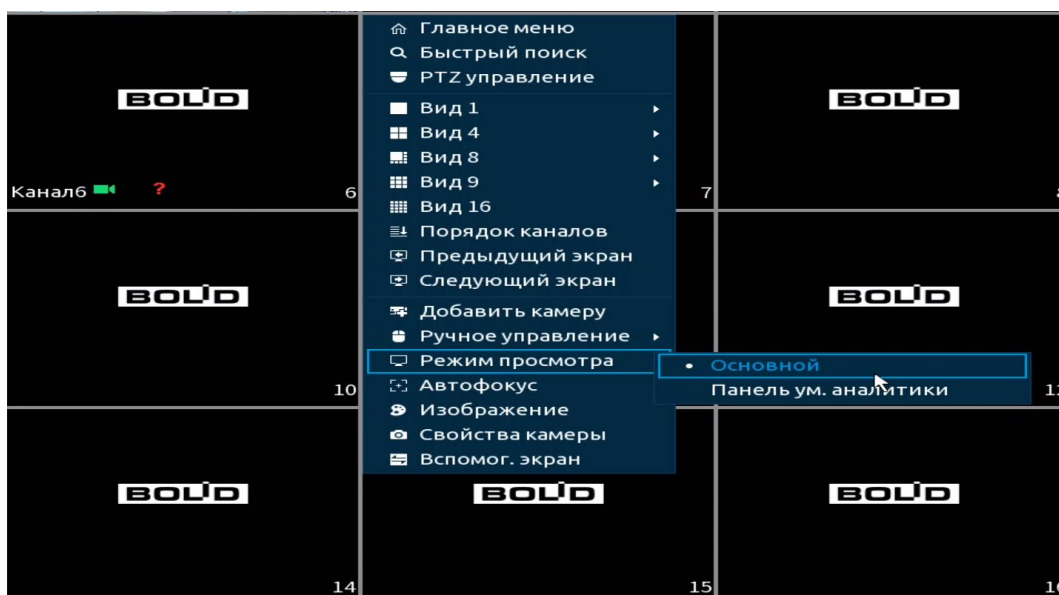 Главное меню
Быстрый поиск
PTZ управление
BOLID
BOLID
Вид 1
Вид 4
Вид 8
Вид 9
Вид 16
Канал6
?
6
7
Порядок каналов
Предыдущий экран
Следующий экран
BOLID
BOLID
Добавить камеру
Ручное управление
Режим просмотра
Основной
Автофокус
Панель ум. аналитики
10
Изображение
Свойства камеры
Вспомог. экран
BOLID
BOLID
BOLID
14
15